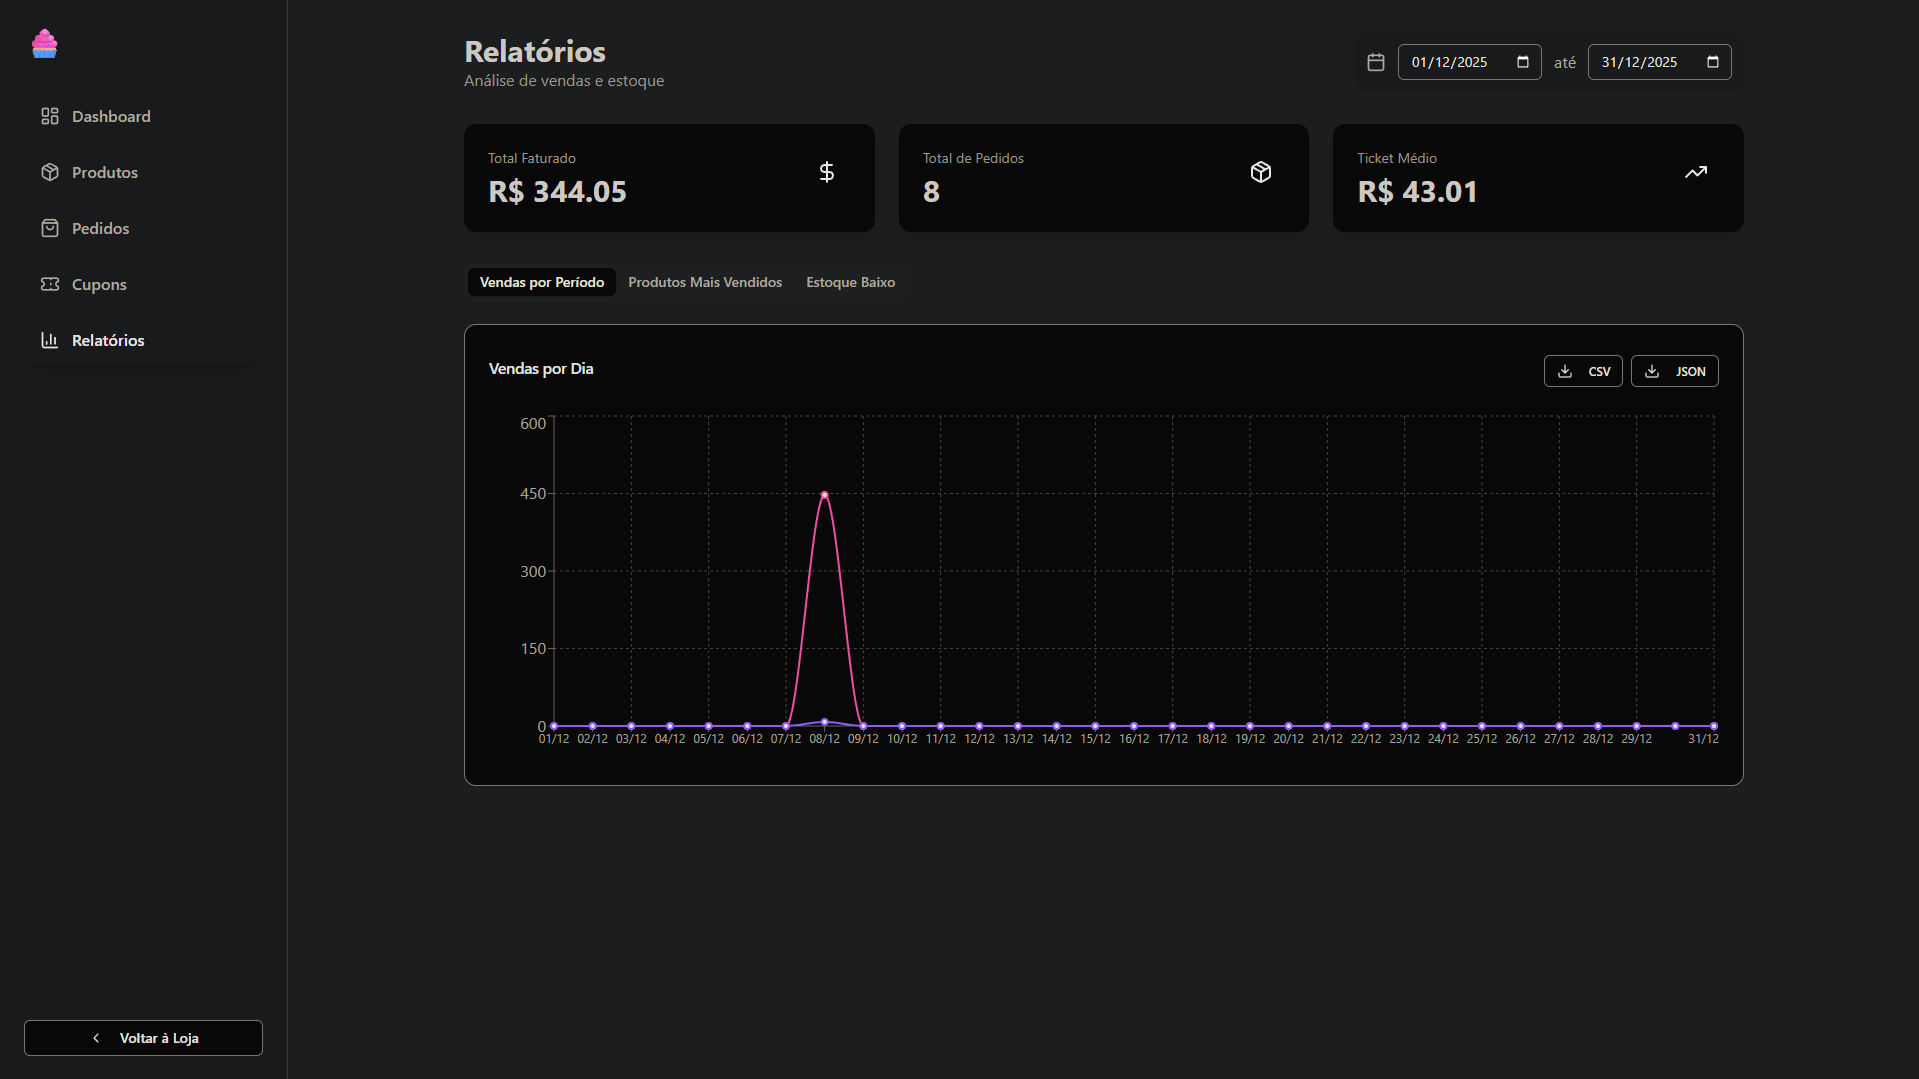 Dashboard
Produtos
Pedidos
Cupons
Relatórios
Voltar à Loja
Relatórios
Análise de vendas e estoque
01/12/2025 até 31/12/2025
Total Faturado
R$ 344.05
Total de Pedidos
8
Ticket Médio
R$ 43.01
Vendas por Período Produtos Mais Vendidos Estoque Baixo
Vendas por Dia
CSV JSON
600
450
300
150
0
01/12 02/12 03/12 04/12 05/12 06/12 07/12 08/12 09/12 10/12 11/12 12/12 13/12 14/12 15/12 16/12 17/12 18/12 19/12 20/12 21/12 22/12 23/12 24/12 25/12 26/12 27/12 28/12 29/12 31/12